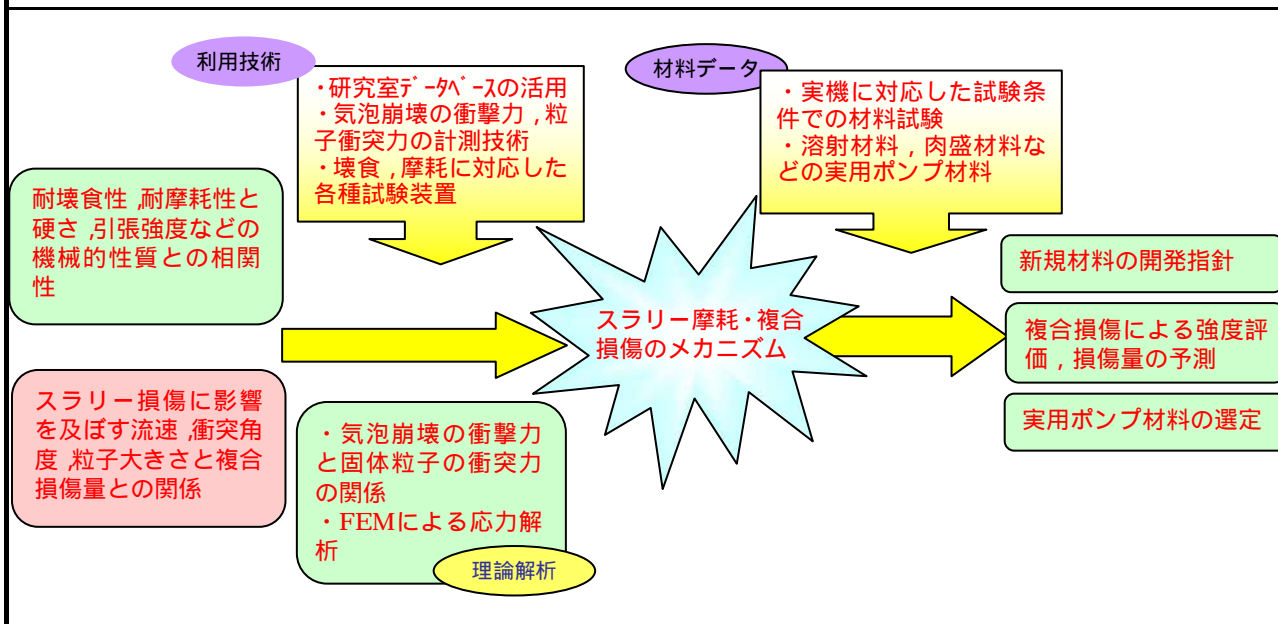 利用技術
・研究室ﾃﾞｰﾀﾍﾞｰｽの活用
・気泡崩壊の衝撃力，粒
子衝突力の計測技術
・壊食，摩耗に対応した
各種試験装置
材料データ
・実機に対応した試験条
件での材料試験
・溶射材料，肉盛材料な
どの実用ポンプ材料
耐壊食性，耐摩耗性と
硬さ，引張強度などの
機械的性質との相関
性
スラリー損傷に影響
を及ぼす流速，衝突角
度，粒子大きさと複合
損傷量との関係
・気泡崩壊の衝撃力
と固体粒子の衝突力
の関係
・FEMによる応力解
析
理論解析
スラリー摩耗・複合
損傷のメカニズム
新規材料の開発指針
複合損傷による強度評
価，損傷量の予測
実用ポンプ材料の選定